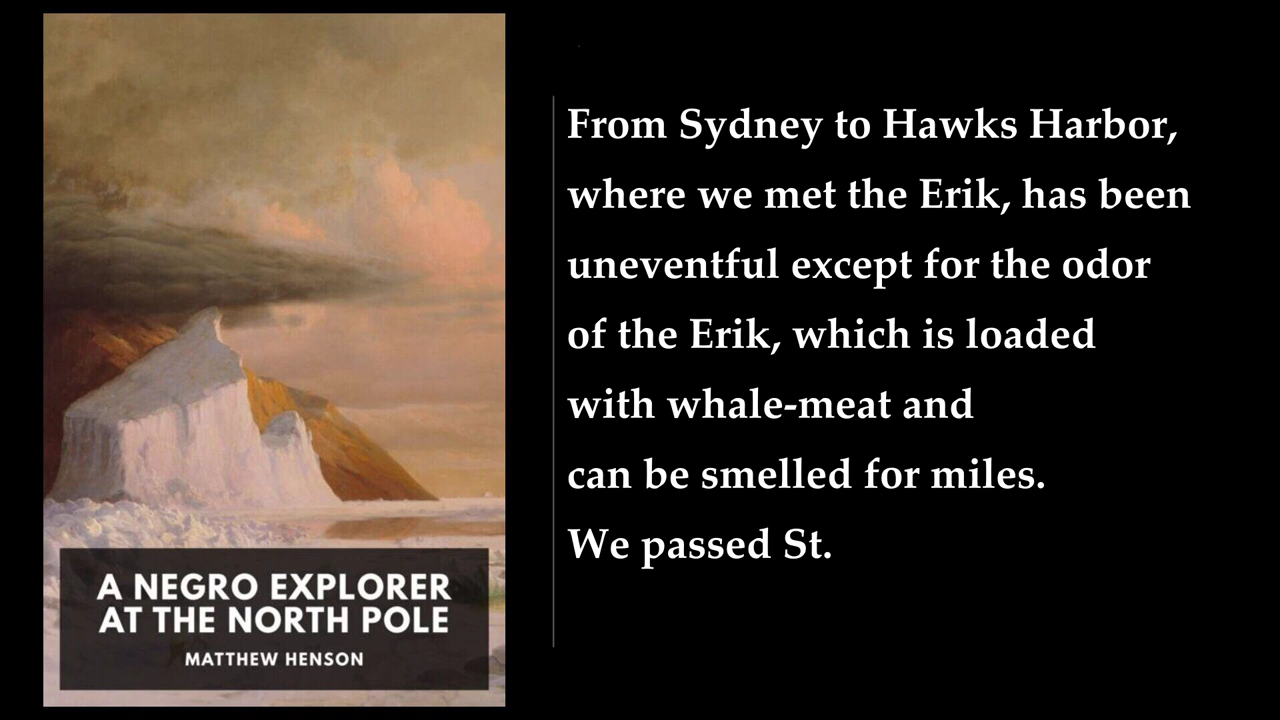 From Sydney to Hawks Harbor,
where we met the Erik, has been
uneventful except for the odor
of the Erik, which is loaded
with whale-meat and
can be smelled for miles.
We passed St.
A NEGRO EXPLORER
AT THE NORTH POLE
MATTHEW HENSON